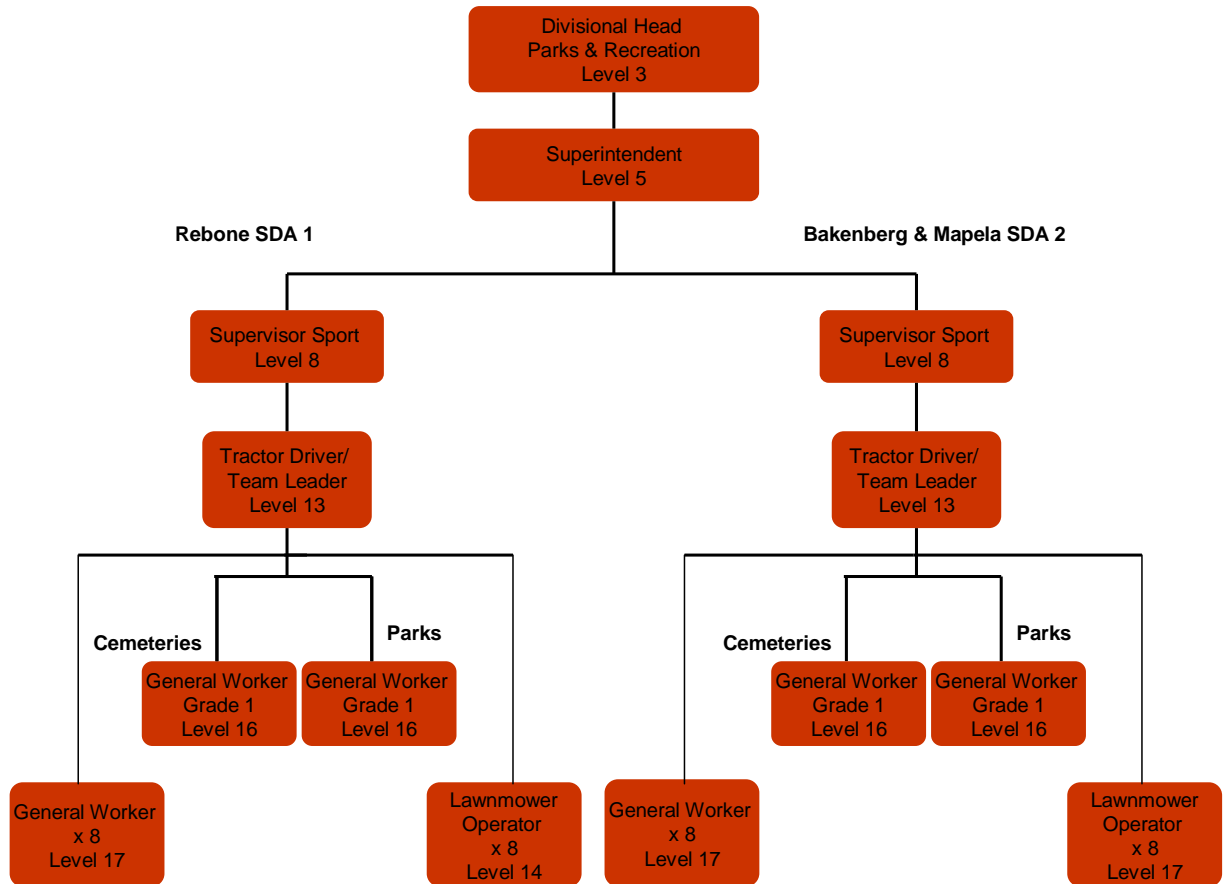 Divisional Head
Parks & Recreation
Level 3
Superintendent
Level 5
Rebone SDA 1
Bakenberg & Mapela SDA 2
Supervisor Sport
Level 8
Supervisor Sport
Level 8
Tractor Driver/
Team Leader
Level 13
Tractor Driver/
Team Leader
Level 13
Cemeteries
Parks
Cemeteries
Parks
General Worker
Grade 1
Level 16
General Worker
Grade 1
Level 16
General Worker
Grade 1
Level 16
General Worker
Grade 1
Level 16
General Worker
x 8
Level 17
Lawnmower
Operator
x 8
Level 14
General Worker
x 8
Level 17
Lawnmower
Operator
x 8
Level 17